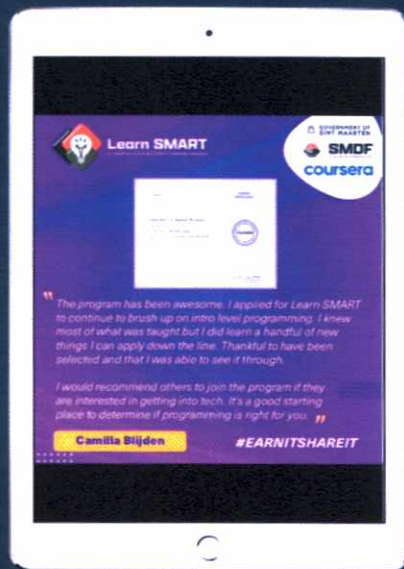 Learn SMART
GOVERNMENT OF
SINT MAARTEN
SMDF
coursera
" The program has been awesome. I applied for Learn SMART
to continue to brush up on intro level programming. I knew
most of what was taught but I did learn a handful of new
things I can apply down the line. Thankful to have been
selected and that I was able to see it through.
I would recommend others to join the program if they
are interested in getting into tech. It's a good starting
place to determine if programming is right for you. "
Camilla Blijden
#EARNITSHAREIT